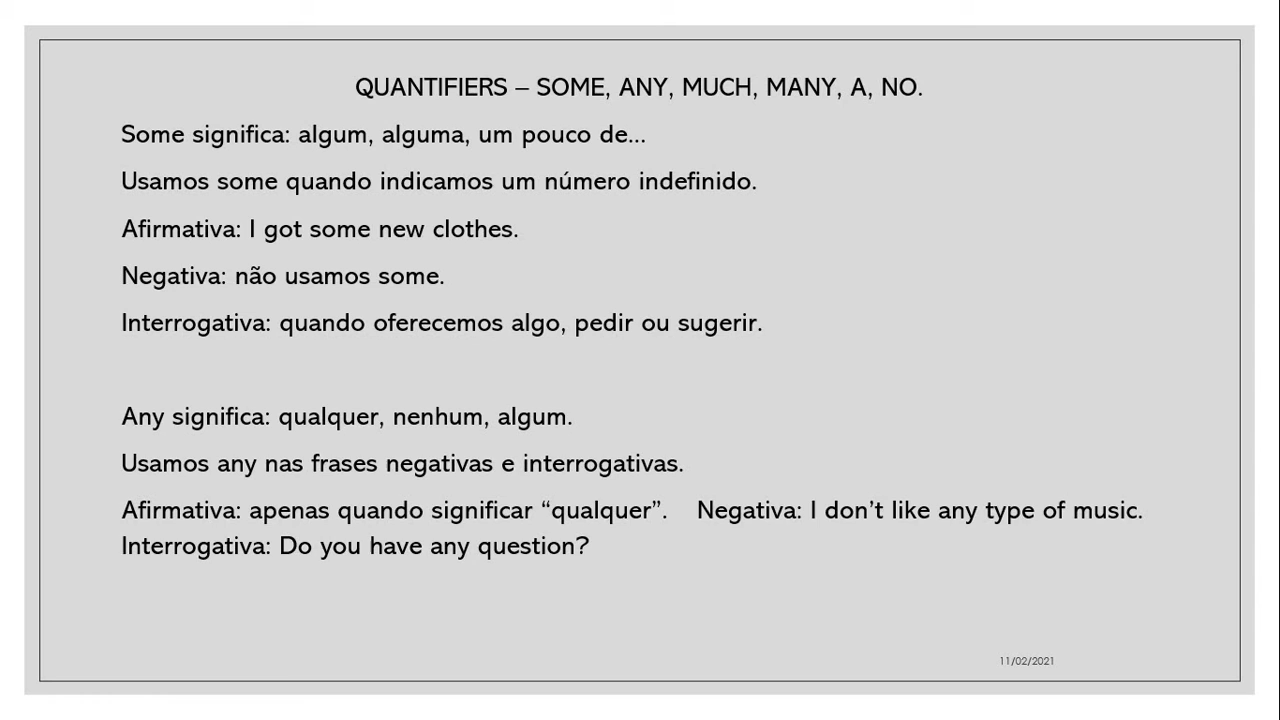 QUANTIFIERS – SOME, ANY, MUCH, MANY, A, NO.
Some significa: algum, alguma, um pouco de...
Usamos some quando indicamos um número indefinido.
Afirmativa: I got some new clothes.
Negativa: não usamos some.
Interrogativa: quando oferecemos algo, pedir ou sugerir.
Any significa: qualquer, nenhum, algum.
Usamos any nas frases negativas e interrogativas.
Afirmativa: apenas quando significar “qualquer”. Negativa: I don’t like any type of music.
Interrogativa: Do you have any question?
11/02/2021